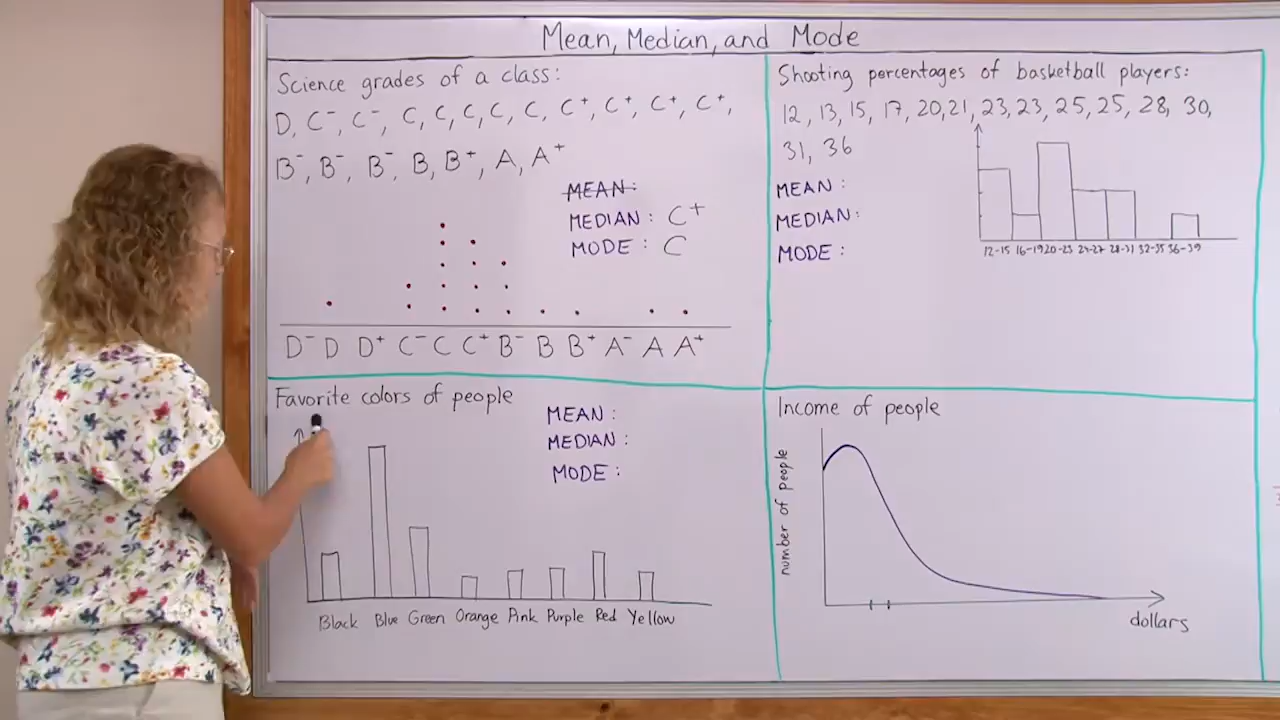 Mean, Median, and Mode
Science grades of a class:
D, C⁻, C⁻, C, C, C, C, C, C⁺, C⁺, C⁺, C⁺,
B⁻, B⁻, B⁻, B, B⁺, A, A⁺
MEAN:
MEDIAN: C⁺
MODE: C
D⁻ D D⁺ C⁻ C C⁺ B⁻ B B⁺ A⁻ A A⁺
Shooting percentages of basketball players:
12, 13, 15, 17, 20, 21, 23, 23, 25, 25, 28, 30,
31, 36
MEAN:
MEDIAN:
MODE:
12-15 16-19 20-23 24-27 28-31 32-35 36-39
Favorite colors of people
MEAN:
MEDIAN:
MODE:
Black Blue Green Orange Pink Purple Red Yellow
Income of people
number of people
dollars